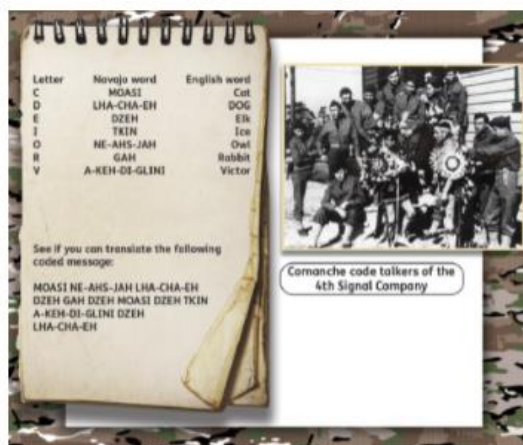 Letter Navajo word English word
C MOASI Cat
D LHA-CHA-EH DOG
E DZEH Elk
I TKIN Ice
O NE-AHS-JAH Owl
R GAH Rabbit
V A-KEH-DI-GLINI Victor
See if you can translate the following
coded message:
MOASI NE-AHS-JAH LHA-CHA-EH
DZEH GAH DZEH MOASI DZEH TKIN
A-KEH-DI-GLINI DZEH
LHA-CHA-EH
Comanche code talkers of the
4th Signal Company